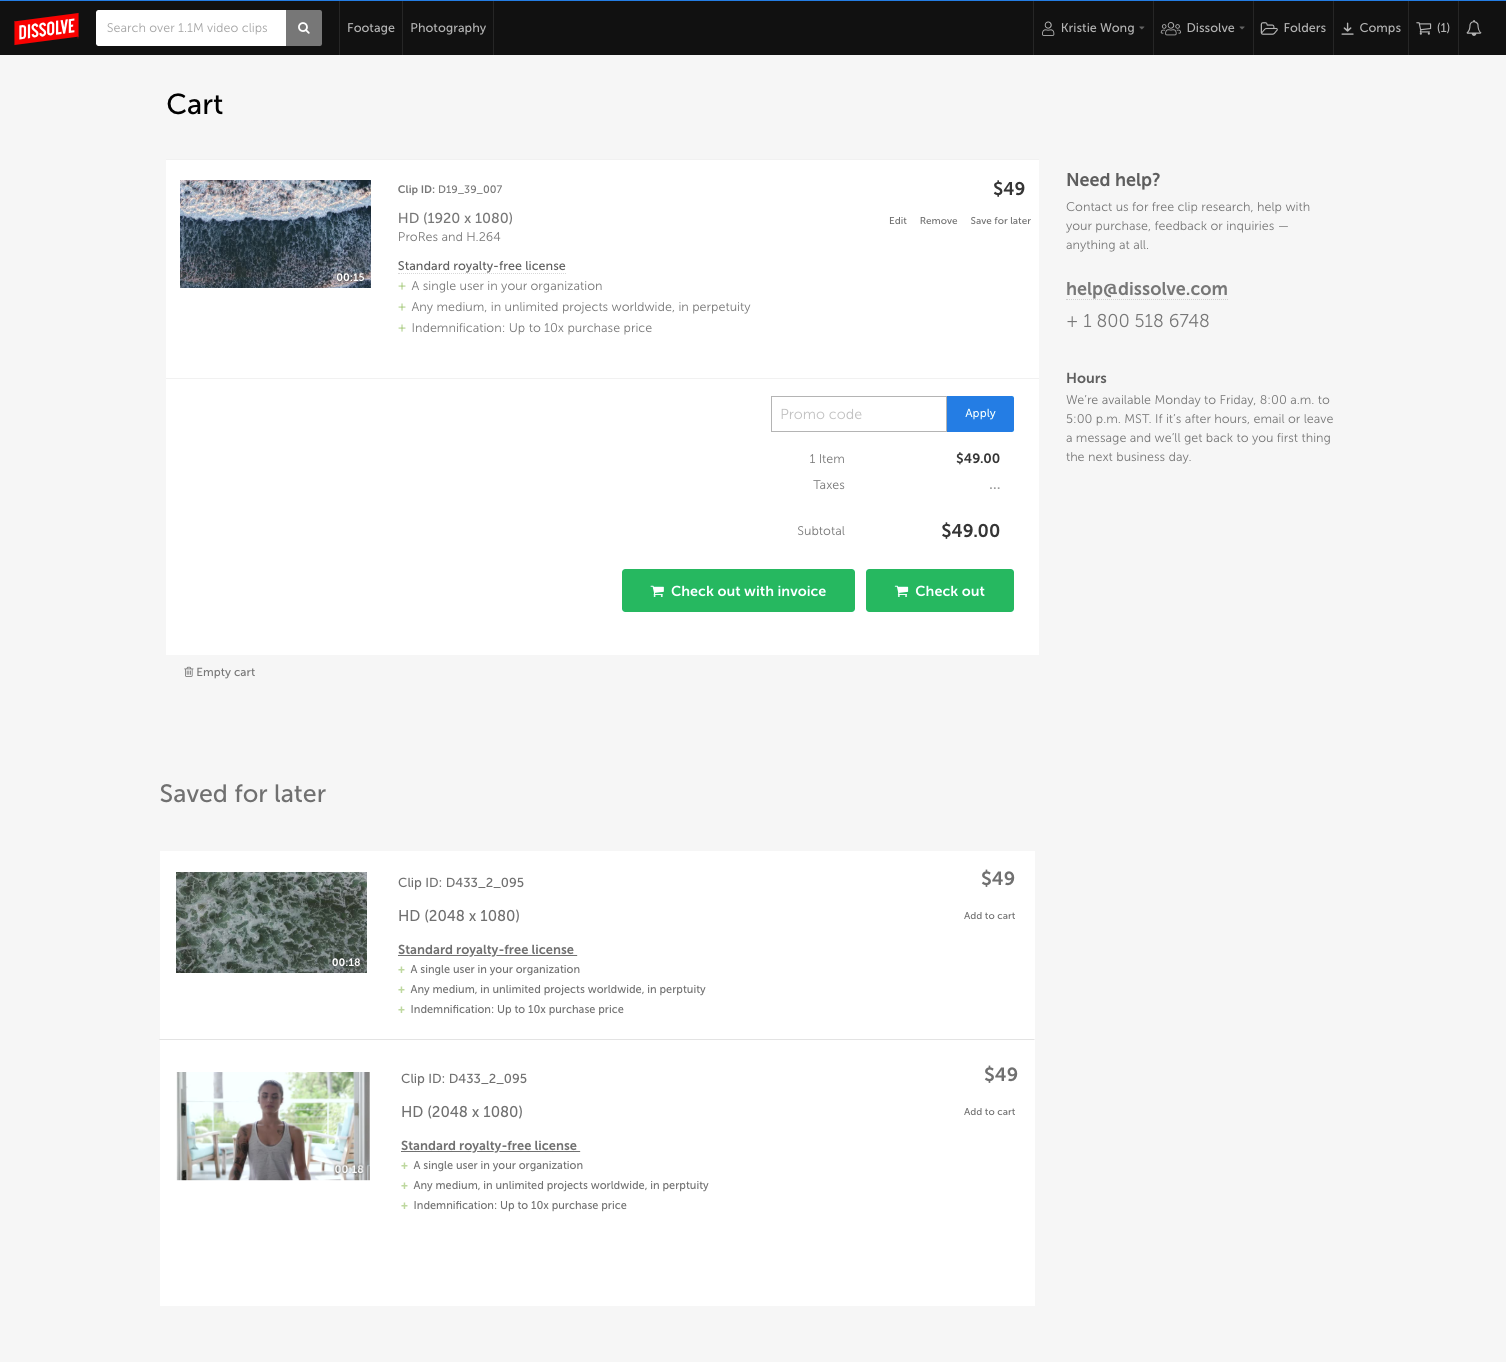 DISSOLVE
Search over 1.1M video clips
Footage
Photography
Kristie Wong
Dissolve
Folders
Comps
(1)
Cart
Clip ID: D19_39_007
$49
HD (1920 x 1080)
Edit Remove Save for later
ProRes and H.264
00:15
Standard royalty-free license
+ A single user in your organization
+ Any medium, in unlimited projects worldwide, in perpetuity
+ Indemnification: Up to 10x purchase price
Promo code
Apply
1 Item $49.00
Taxes ...
Subtotal $49.00
Check out with invoice
Check out
Empty cart
Need help?
Contact us for free clip research, help with
your purchase, feedback or inquiries —
anything at all.
help@dissolve.com
+ 1 800 518 6748
Hours
We're available Monday to Friday, 8:00 a.m. to
5:00 p.m. MST. If it's after hours, email or leave
a message and we'll get back to you first thing
the next business day.
Saved for later
Clip ID: D433_2_095
$49
HD (2048 x 1080)
Add to cart
00:18
Standard royalty-free license
+ A single user in your organization
+ Any medium, in unlimited projects worldwide, in perptuity
+ Indemnification: Up to 10x purchase price
Clip ID: D433_2_095
$49
HD (2048 x 1080)
Add to cart
00:18
Standard royalty-free license
+ A single user in your organization
+ Any medium, in unlimited projects worldwide, in perptuity
+ Indemnification: Up to 10x purchase price